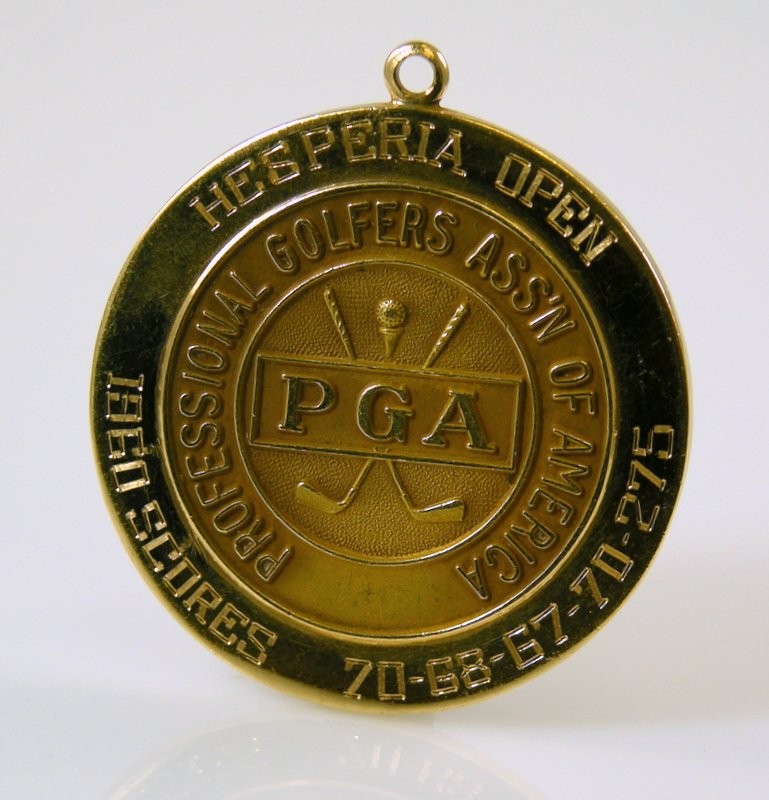 HESPERIA OPEN
PROFESSIONAL GOLFERS ASS'N OF AMERICA
PGA
1960 SCORES 70-68-67-70-275